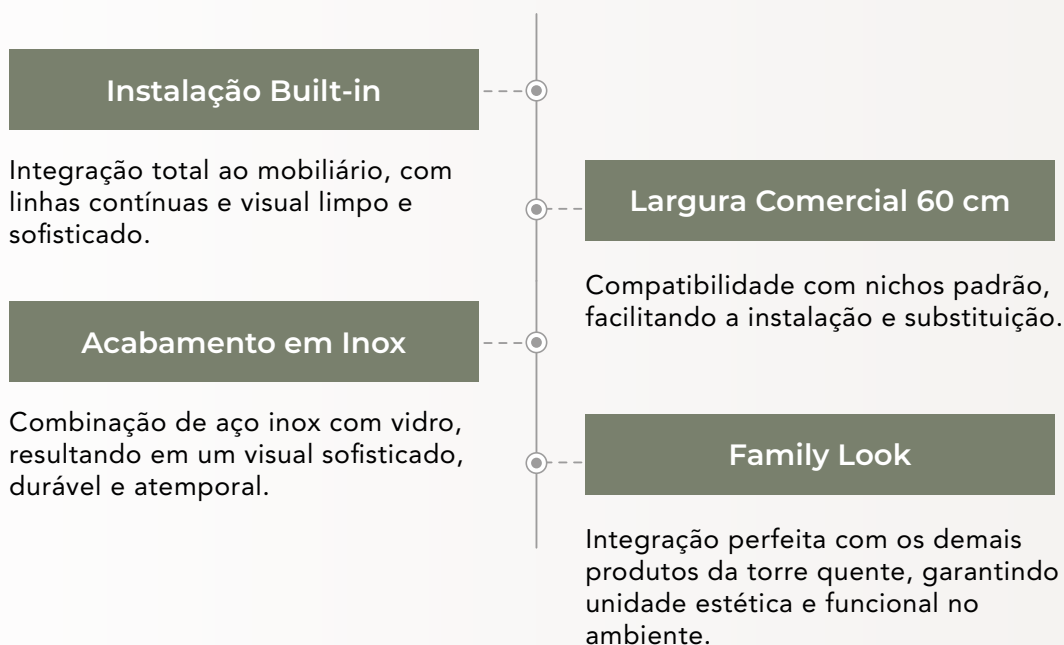 Instalação Built-in
Integração total ao mobiliário, com
linhas contínuas e visual limpo e
sofisticado.
Largura Comercial 60 cm
Compatibilidade com nichos padrão,
facilitando a instalação e substituição.
Acabamento em Inox
Combinação de aço inox com vidro,
resultando em um visual sofisticado,
durável e atemporal.
Family Look
Integração perfeita com os demais
produtos da torre quente, garantindo
unidade estética e funcional no
ambiente.